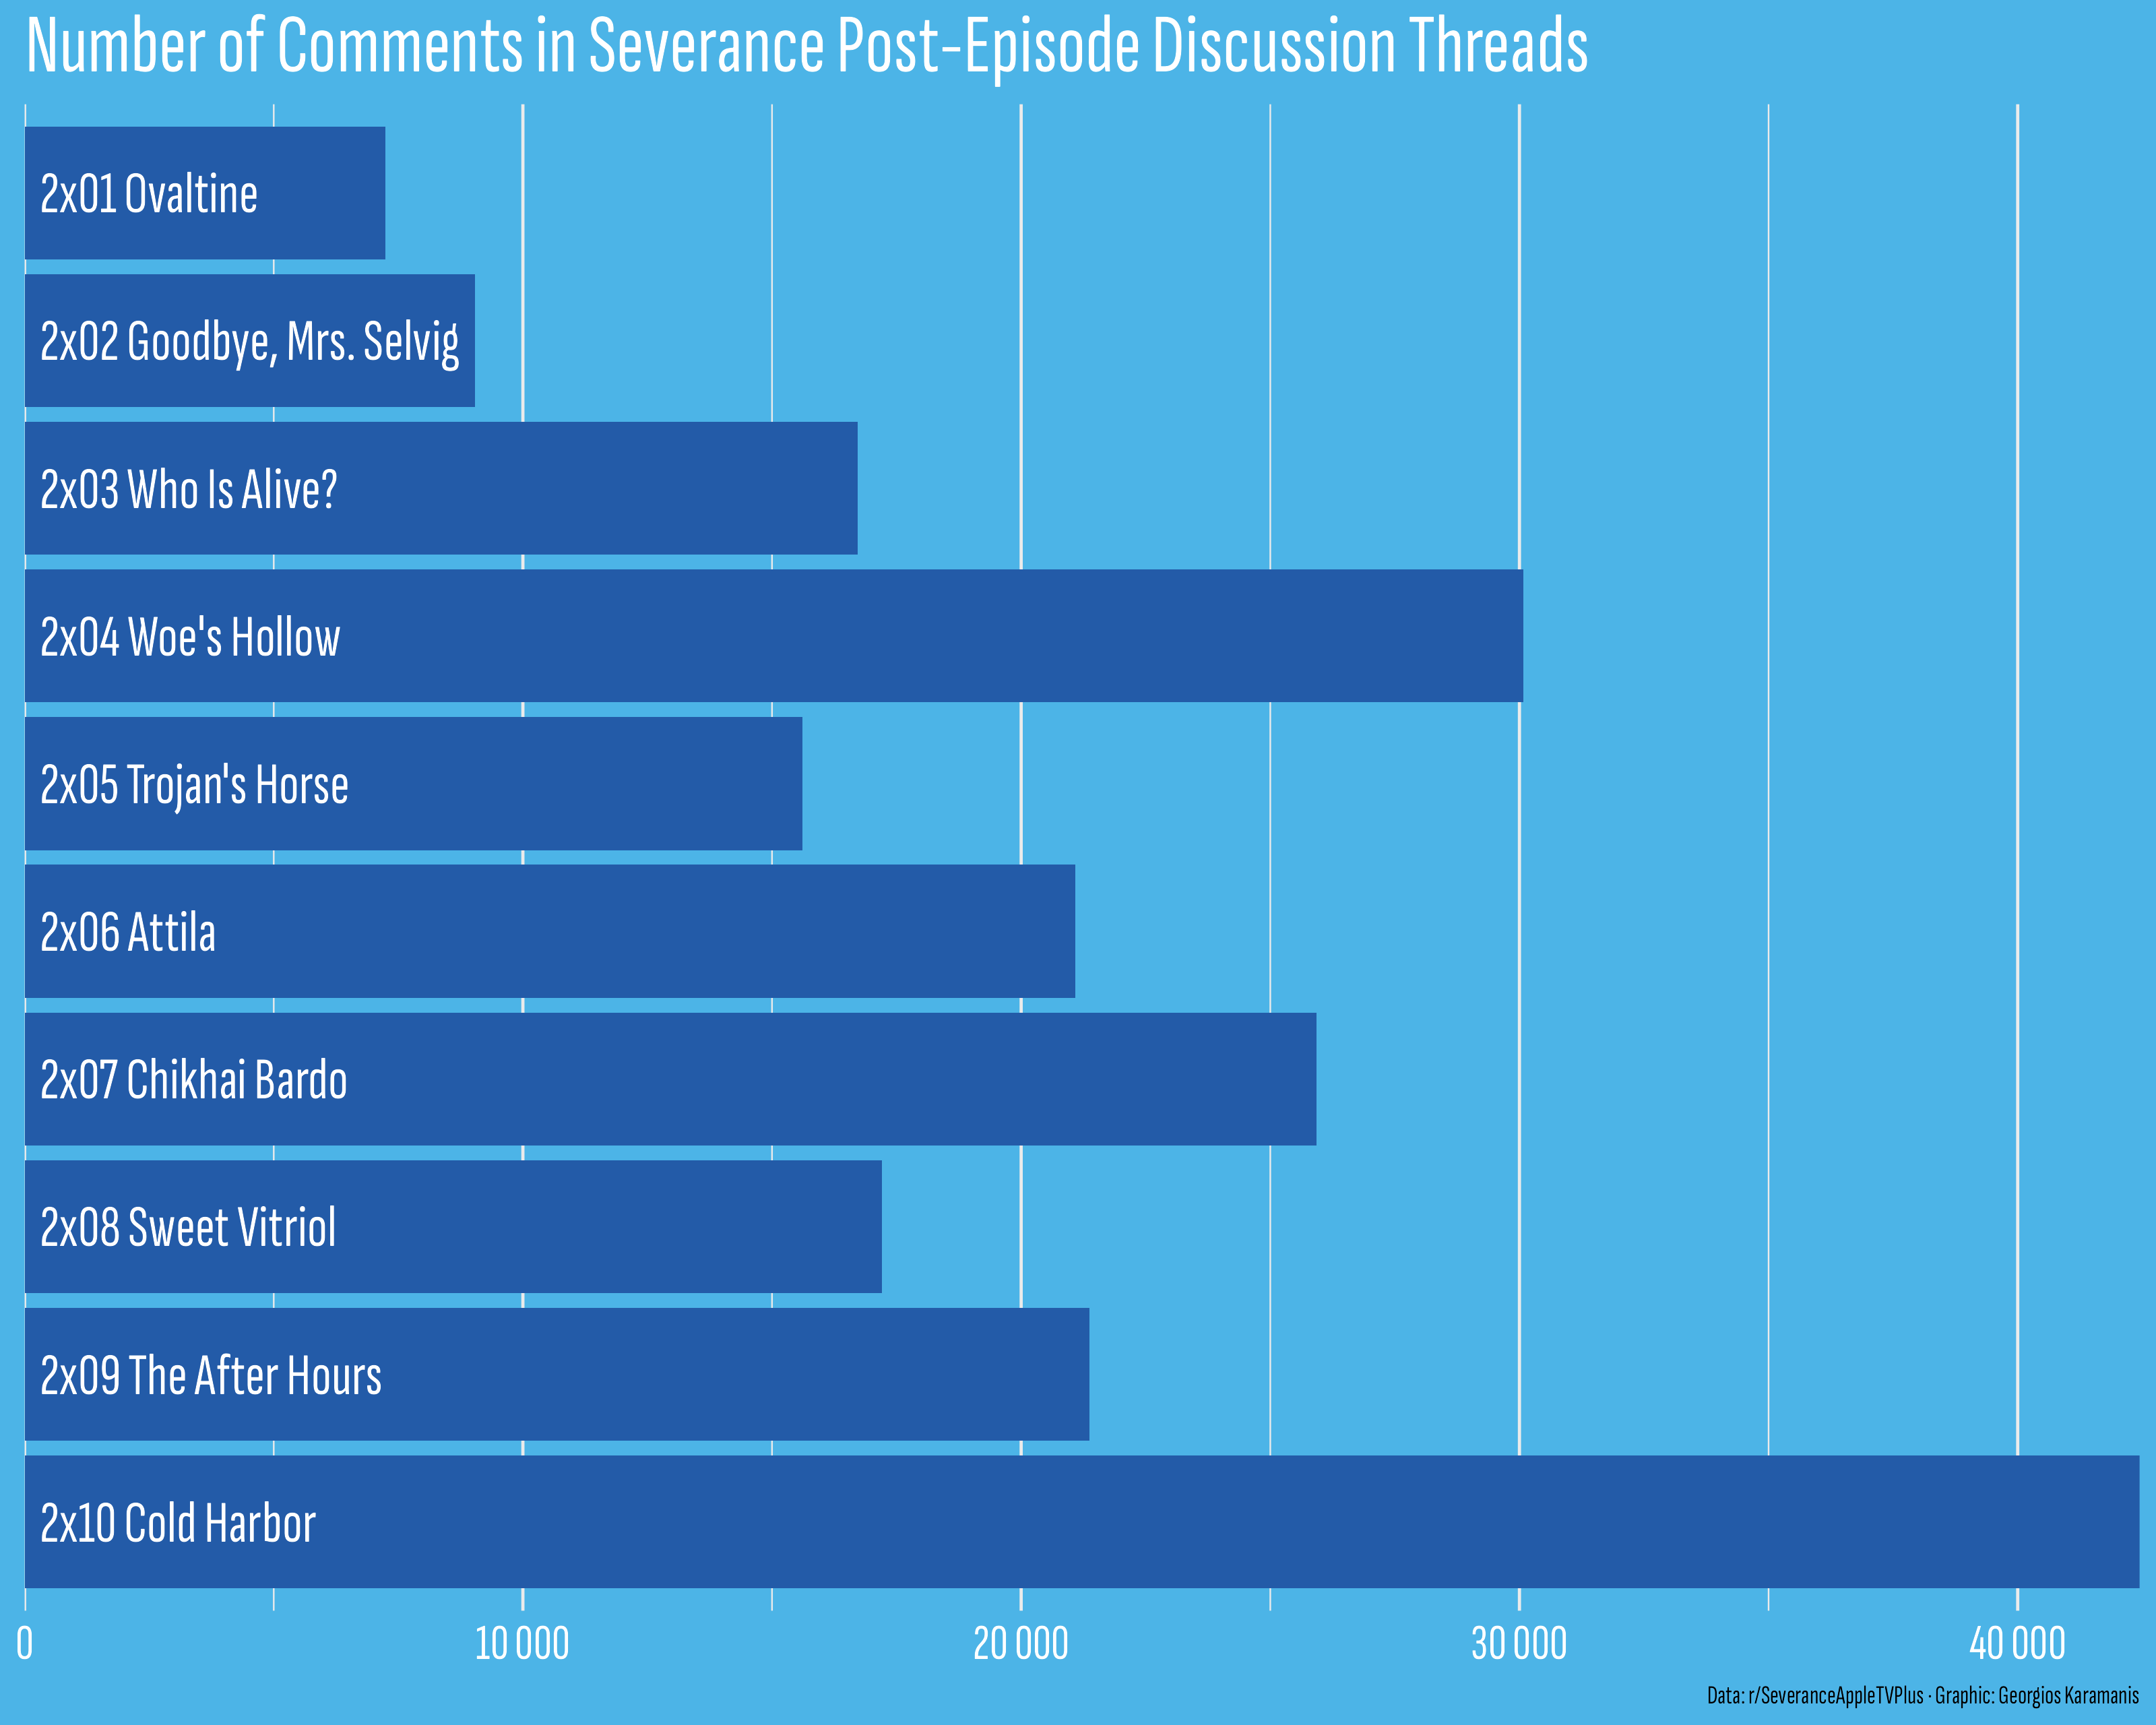 Number of Comments in Severance Post-Episode Discussion Threads
2x01 Ovaltine
2x02 Goodbye, Mrs. Selvig
2x03 Who Is Alive?
2x04 Woe's Hollow
2x05 Trojan's Horse
2x06 Attila
2x07 Chikhai Bardo
2x08 Sweet Vitriol
2x09 The After Hours
2x10 Cold Harbor
0 10 000 20 000 30 000 40 000
Data: r/SeveranceAppleTVPlus · Graphic: Georgios Karamanis